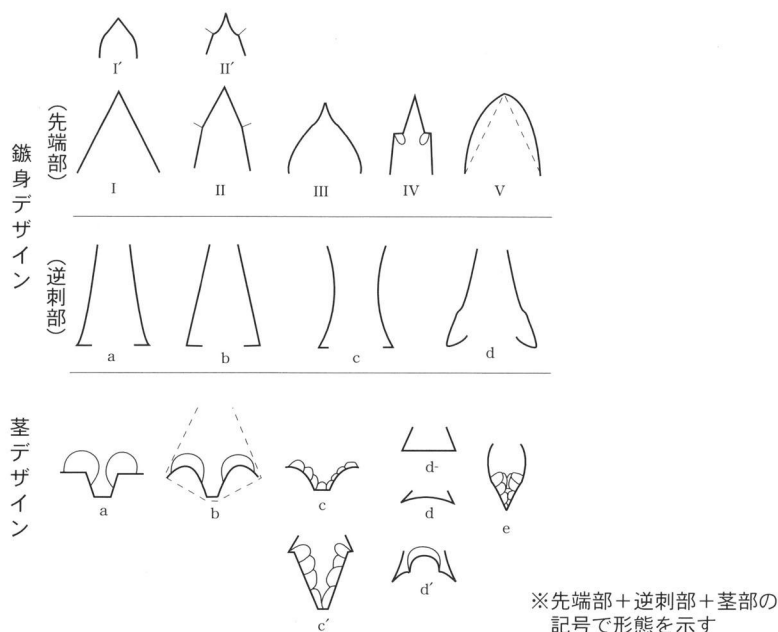 I′ II′
鏃身デザイン
(先端部)
I II III IV V
(逆刺部)
a b c d
茎デザイン
a b c d-
d
e
c′ d′
※先端部＋逆刺部＋茎部の
記号で形態を示す